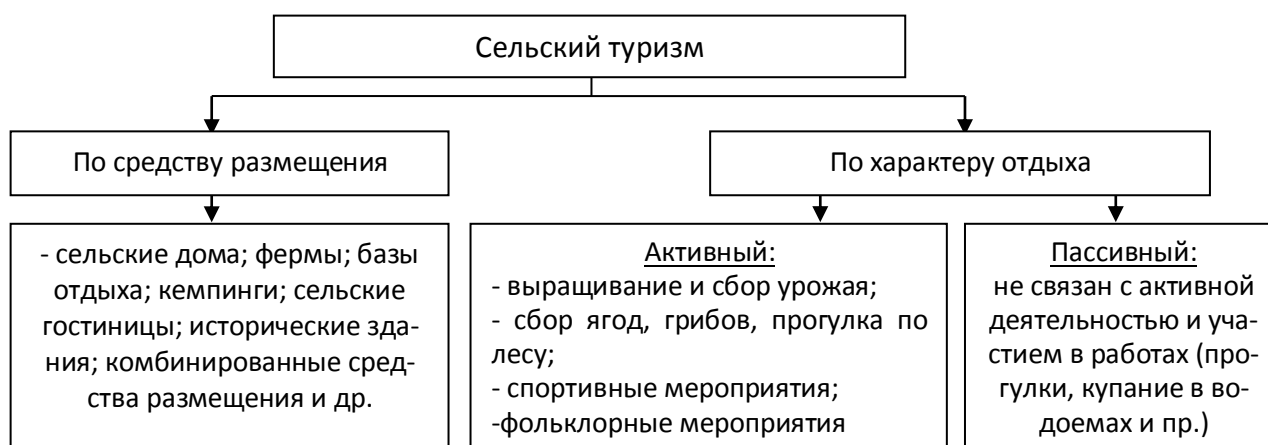 Сельский туризм
По средству размещения
По характеру отдыха
- сельские дома; фермы; базы
отдыха; кемпинги; сельские
гостиницы; исторические зда-
ния; комбинированные сред-
ства размещения и др.
Активный:
- выращивание и сбор урожая;
- сбор ягод, грибов, прогулка по
лесу;
- спортивные мероприятия;
-фольклорные мероприятия
Пассивный:
не связан с активной
деятельностью и уча-
стием в работах (про-
гулки, купание в во-
доемах и пр.)